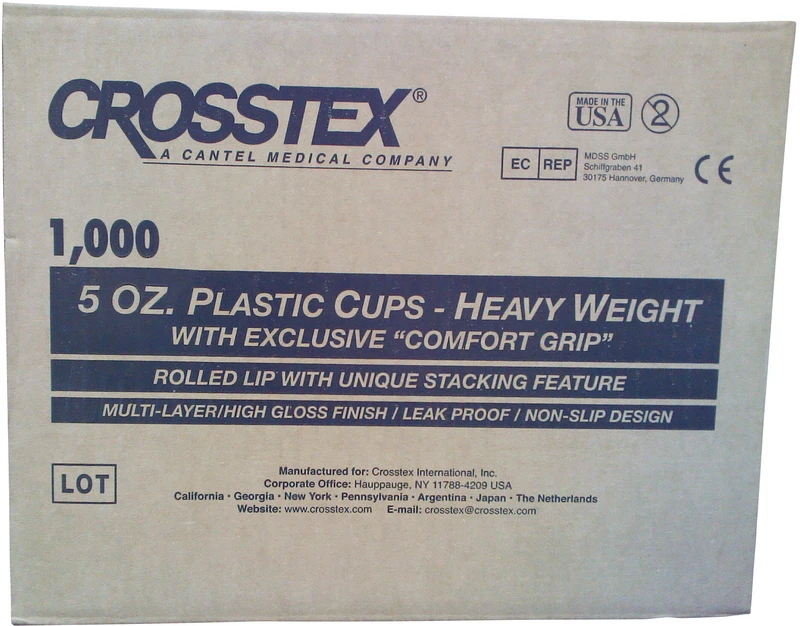 CROSSTEX®
A CANTEL MEDICAL COMPANY
MADE IN THE
USA
2
EC REP
MDSS GmbH
Schiffgraben 41
30175 Hannover, Germany
CE
1,000
5 OZ. PLASTIC CUPS - HEAVY WEIGHT
WITH EXCLUSIVE “COMFORT GRIP”
ROLLED LIP WITH UNIQUE STACKING FEATURE
MULTI-LAYER/HIGH GLOSS FINISH / LEAK PROOF / NON-SLIP DESIGN
LOT
Manufactured for: Crosstex International, Inc.
Corporate Office: Hauppauge, NY 11788-4209 USA
California · Georgia · New York · Pennsylvania · Argentina · Japan · The Netherlands
Website: www.crosstex.com E-mail: crosstex@crosstex.com